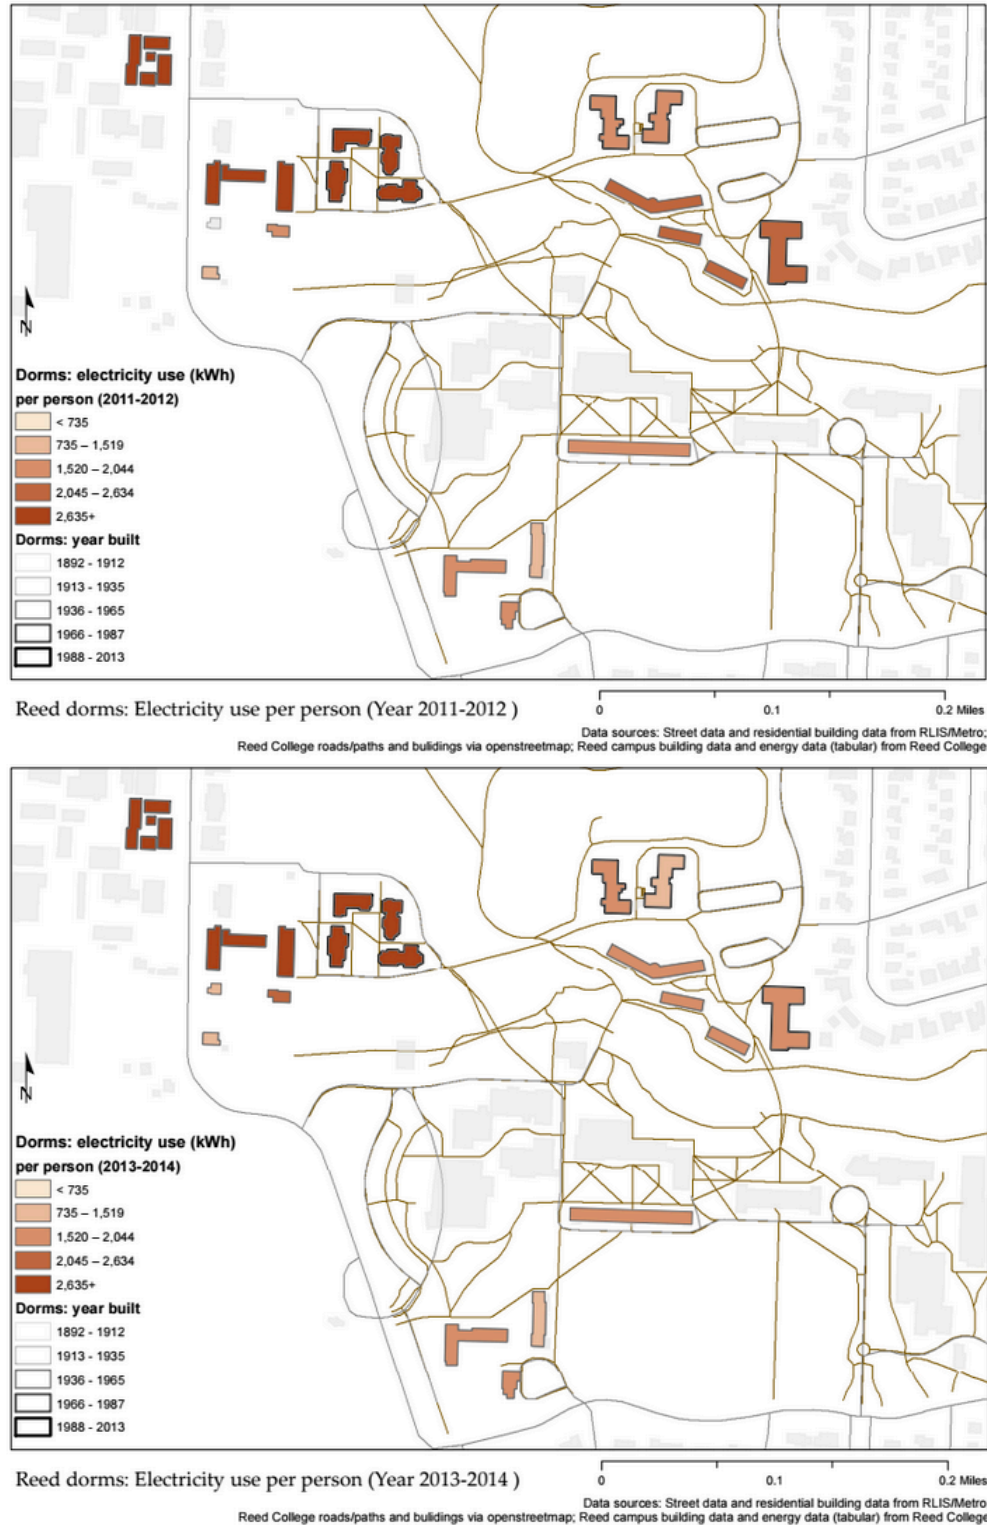 N
Dorms: electricity use (kWh)
per person (2011-2012)
< 735
735 – 1,519
1,520 – 2,044
2,045 – 2,634
2,635+
Dorms: year built
1892 - 1912
1913 - 1935
1936 - 1965
1966 - 1987
1988 - 2013
Reed dorms: Electricity use per person (Year 2011-2012 )
0 0.1 0.2 Miles
Data sources: Street data and residential building data from RLIS/Metro;
Reed College roads/paths and bulidings via openstreetmap; Reed campus building data and energy data (tabular) from Reed College
N
Dorms: electricity use (kWh)
per person (2013-2014)
< 735
735 – 1,519
1,520 – 2,044
2,045 – 2,634
2,635+
Dorms: year built
1892 - 1912
1913 - 1935
1936 - 1965
1966 - 1987
1988 - 2013
Reed dorms: Electricity use per person (Year 2013-2014 )
0 0.1 0.2 Miles
Data sources: Street data and residential building data from RLIS/Metro
Reed College roads/paths and bulidings via openstreetmap; Reed campus building data and energy data (tabular) from Reed College